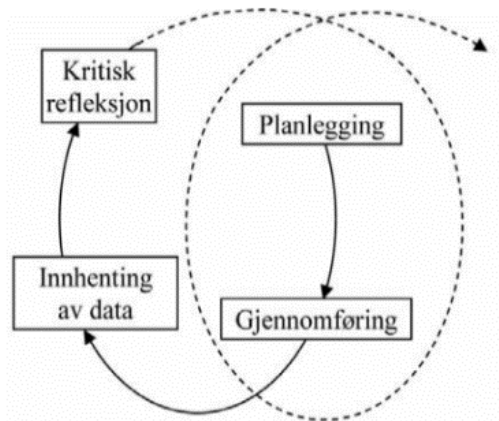 Kritisk
refleksjon
Planlegging
Innhenting
av data
Gjennomføring